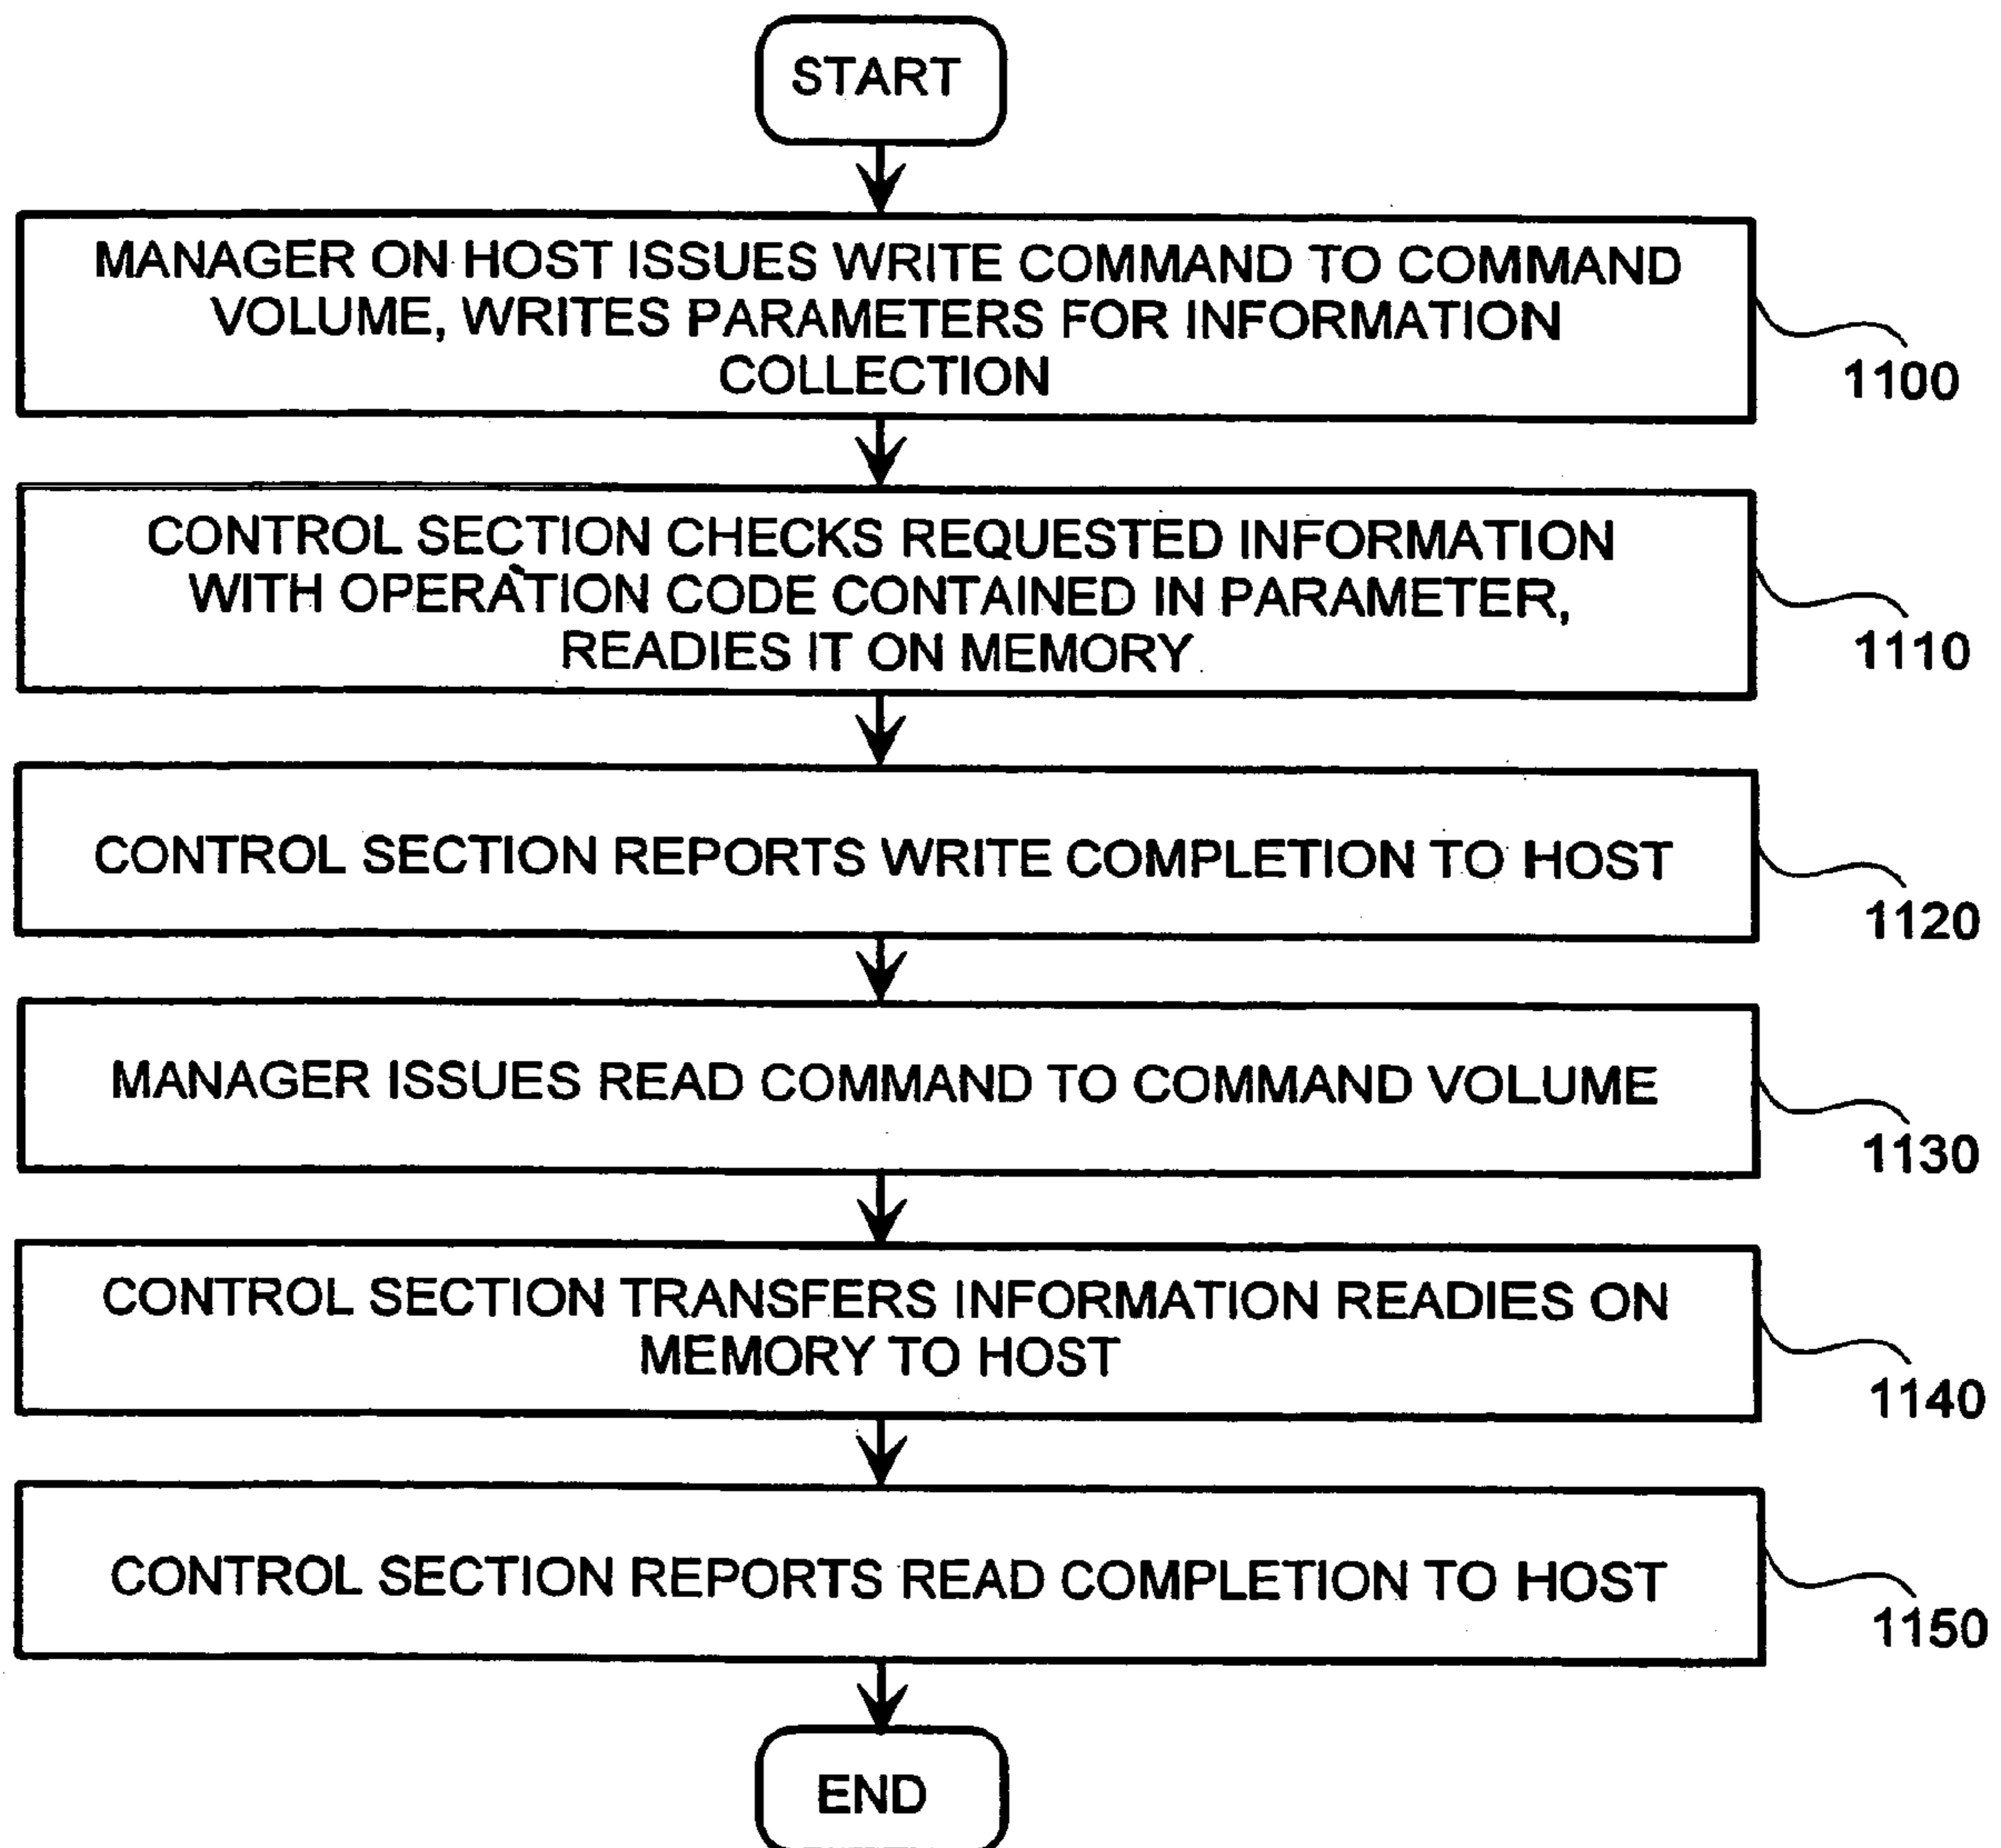 START
MANAGER ON HOST ISSUES WRITE COMMAND TO COMMAND
VOLUME, WRITES PARAMETERS FOR INFORMATION
COLLECTION
1100
CONTROL SECTION CHECKS REQUESTED INFORMATION
WITH OPERATION CODE CONTAINED IN PARAMETER,
READIES IT ON MEMORY
1110
CONTROL SECTION REPORTS WRITE COMPLETION TO HOST
1120
MANAGER ISSUES READ COMMAND TO COMMAND VOLUME
1130
CONTROL SECTION TRANSFERS INFORMATION READIES ON
MEMORY TO HOST
1140
CONTROL SECTION REPORTS READ COMPLETION TO HOST
1150
END